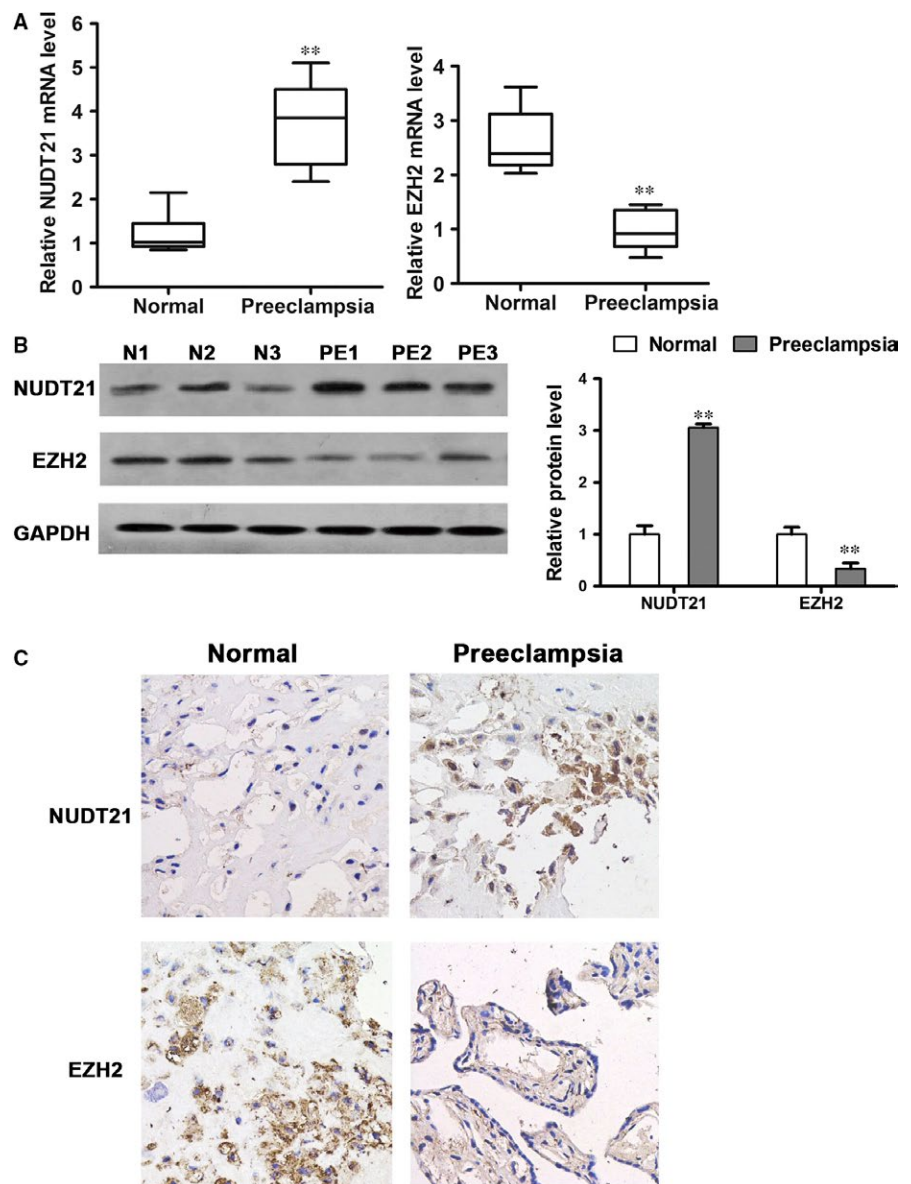 A
Relative NUDT21 mRNA level
6
5
4
3
2
1
0
**
Normal Preeclampsia
Relative EZH2 mRNA level
4
3
2
1
0
**
Normal Preeclampsia
B
N1 N2 N3 PE1 PE2 PE3
NUDT21
EZH2
GAPDH
Normal Preeclampsia
Relative protein level
4
3
2
1
0
**
**
NUDT21 EZH2
C
Normal Preeclampsia
NUDT21
EZH2